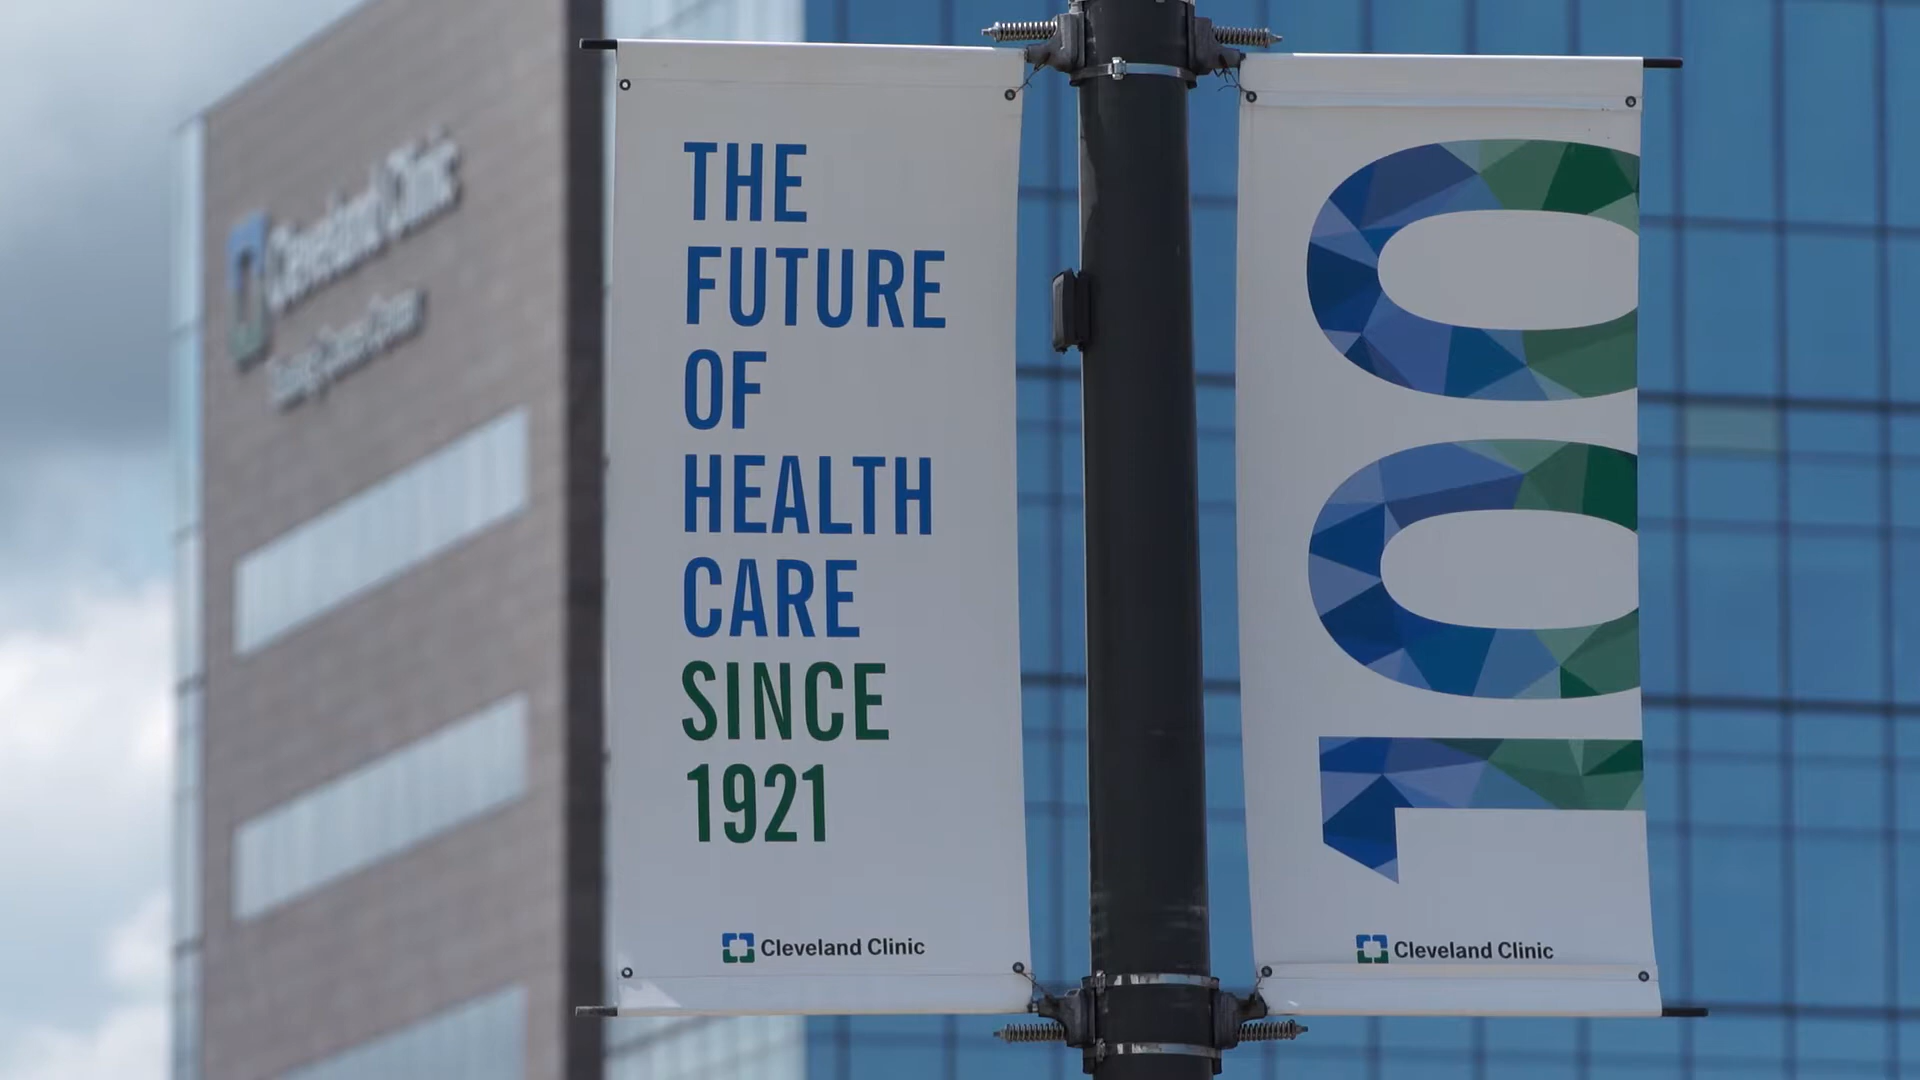 Cleveland Clinic
THE
FUTURE
OF
HEALTH
CARE
SINCE
1921
Cleveland Clinic
100
Cleveland Clinic